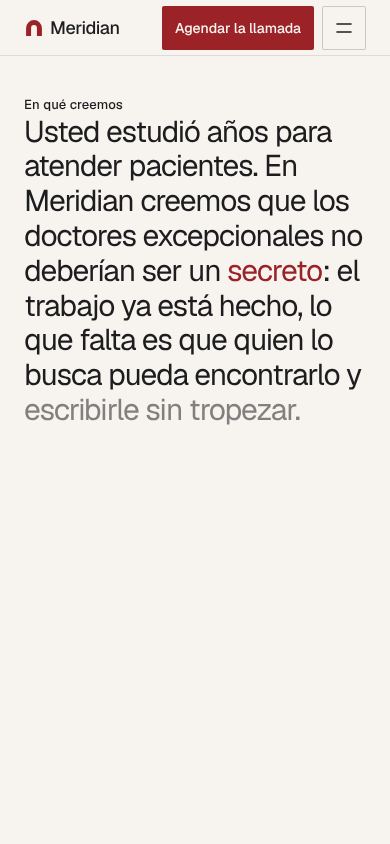 Meridian
Agendar la llamada
En qué creemos
Usted estudió años para
atender pacientes. En
Meridian creemos que los
doctores excepcionales no
deberían ser un secreto: el
trabajo ya está hecho, lo
que falta es que quien lo
busca pueda encontrarlo y
escribirle sin tropezar.